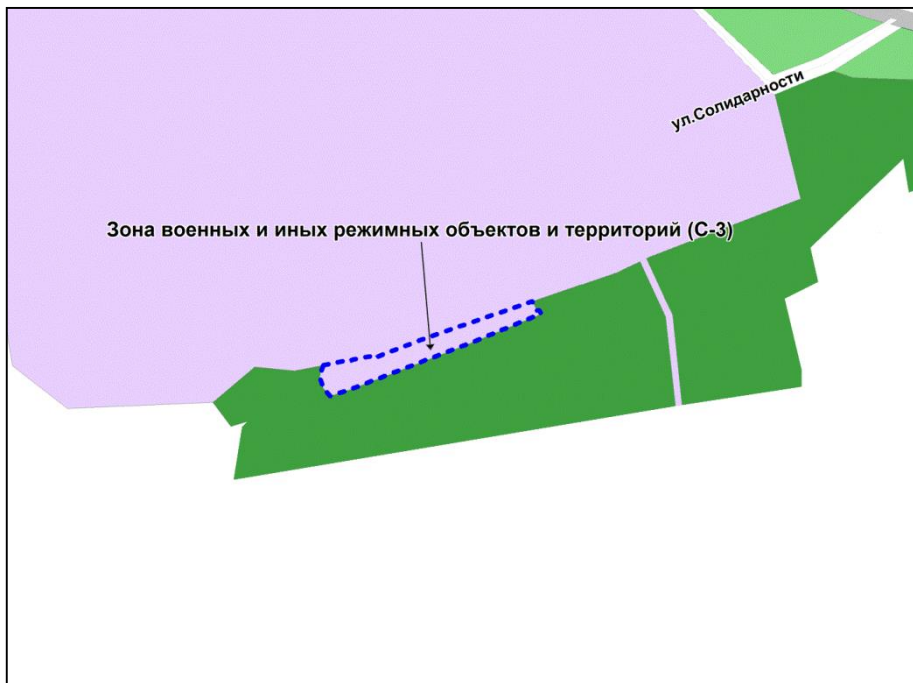 ул.Солидарности
Зона военных и иных режимных объектов и территорий (С-3)